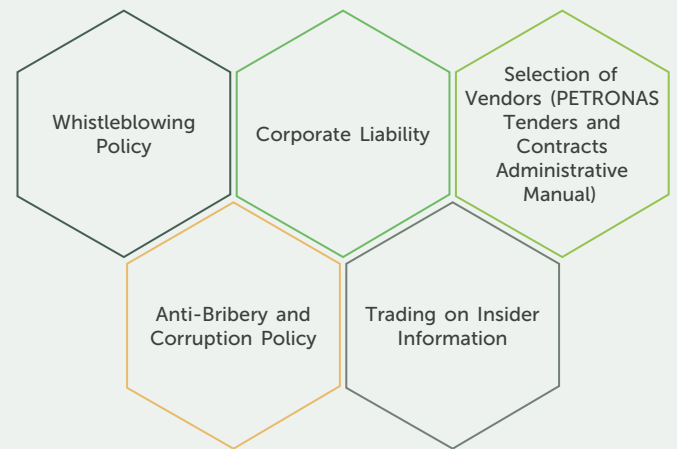 Whistleblowing
Policy
Corporate Liability
Selection of
Vendors (PETRONAS
Tenders and
Contracts
Administrative
Manual)
Anti-Bribery and
Corruption Policy
Trading on Insider
Information